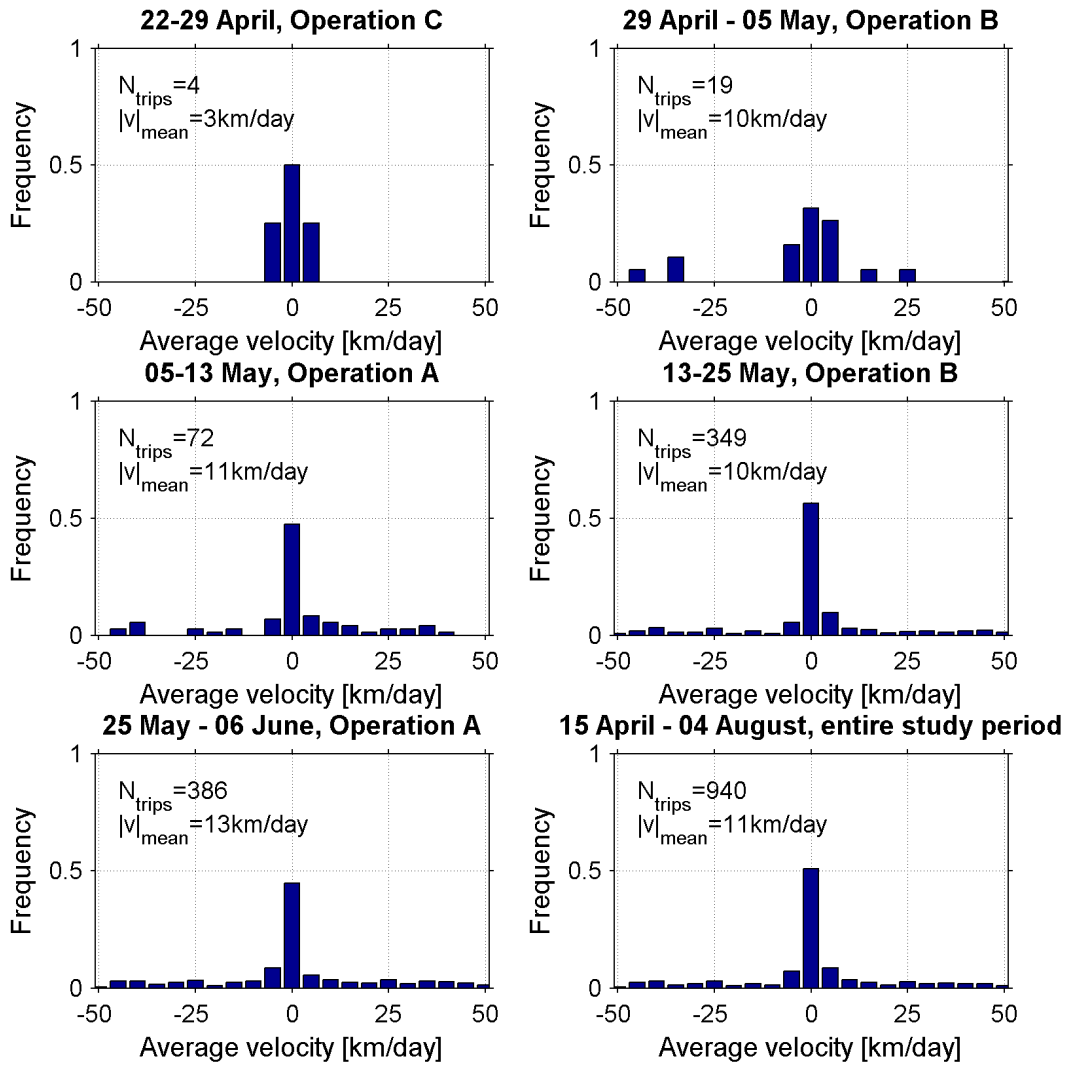 22-29 April, Operation C
1
N_trips=4
|v|_mean=3km/day
Frequency
0.5
0
-50 -25 0 25 50
Average velocity [km/day]
29 April - 05 May, Operation B
1
N_trips=19
|v|_mean=10km/day
Frequency
0.5
0
-50 -25 0 25 50
Average velocity [km/day]
05-13 May, Operation A
1
N_trips=72
|v|_mean=11km/day
Frequency
0.5
0
-50 -25 0 25 50
Average velocity [km/day]
13-25 May, Operation B
1
N_trips=349
|v|_mean=10km/day
Frequency
0.5
0
-50 -25 0 25 50
Average velocity [km/day]
25 May - 06 June, Operation A
1
N_trips=386
|v|_mean=13km/day
Frequency
0.5
0
-50 -25 0 25 50
Average velocity [km/day]
15 April - 04 August, entire study period
1
N_trips=940
|v|_mean=11km/day
Frequency
0.5
0
-50 -25 0 25 50
Average velocity [km/day]